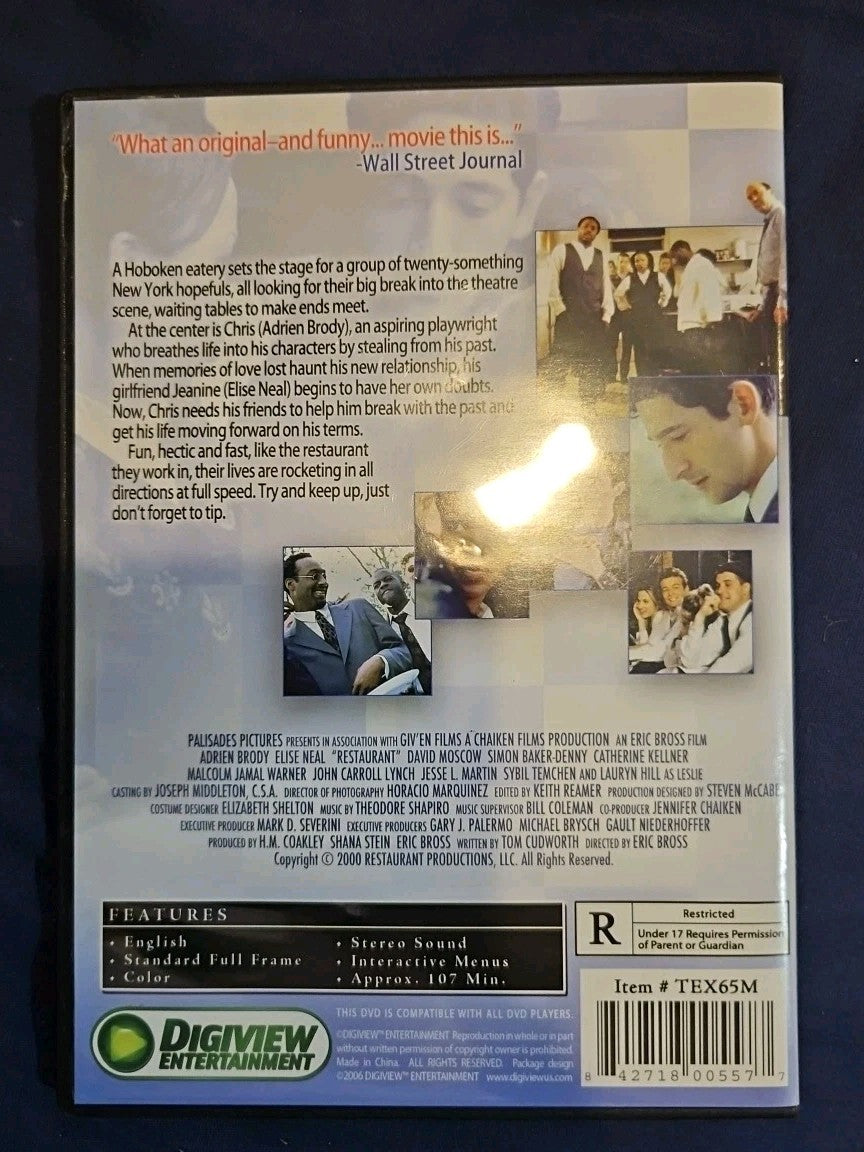 "What an original–and funny... movie this is..."
-Wall Street Journal
A Hoboken eatery sets the stage for a group of twenty-something
New York hopefuls, all looking for their big break into the theatre
scene, waiting tables to make ends meet.
At the center is Chris (Adrien Brody), an aspiring playwright
who breathes life into his characters by stealing from his past.
When memories of love lost haunt his new relationship, his
girlfriend Jeanine (Elise Neal) begins to have her own doubts.
Now, Chris needs his friends to help him break with the past and
get his life moving forward on his terms.
Fun, hectic and fast, like the restaurant
they work in, their lives are rocketing in all
directions at full speed. Try and keep up, just
don't forget to tip.
PALISADES PICTURES PRESENTS IN ASSOCIATION WITH GIV'EN FILMS A CHAIKEN FILMS PRODUCTION AN ERIC BROSS FILM
ADRIEN BRODY ELISE NEAL "RESTAURANT" DAVID MOSCOW SIMON BAKER-DENNY CATHERINE KELLNER
MALCOLM JAMAL WARNER JOHN CARROLL LYNCH JESSE L. MARTIN SYBIL TEMCHEN AND LAURYN HILL AS LESLIE
CASTING BY JOSEPH MIDDLETON, C.S.A. DIRECTOR OF PHOTOGRAPHY HORACIO MARQUINEZ EDITED BY KEITH REAMER PRODUCTION DESIGNED BY STEVEN McCABE
COSTUME DESIGNER ELIZABETH SHELTON MUSIC BY THEODORE SHAPIRO MUSIC SUPERVISOR BILL COLEMAN CO-PRODUCER JENNIFER CHAIKEN
EXECUTIVE PRODUCER MARK D. SEVERINI EXECUTIVE PRODUCERS GARY J. PALERMO MICHAEL BRYSCH GAULT NIEDERHOFFER
PRODUCED BY H.M. COAKLEY SHANA STEIN ERIC BROSS WRITTEN BY TOM CUDWORTH DIRECTED BY ERIC BROSS
Copyright © 2000 RESTAURANT PRODUCTIONS, LLC. All Rights Reserved.
FEATURES
• English
• Standard Full Frame
• Color
• Stereo Sound
• Interactive Menus
• Approx. 107 Min.
R
Restricted
Under 17 Requires Permission
of Parent or Guardian
Item # TEX65M
8 42718 00557 7
DIGIVIEW
ENTERTAINMENT
THIS DVD IS COMPATIBLE WITH ALL DVD PLAYERS.
©DIGIVIEW™ ENTERTAINMENT Reproduction in whole or in part
without written permission of copyright owner is prohibited.
Made in China. ALL RIGHTS RESERVED. Package design
©2006 DIGIVIEW™ ENTERTAINMENT www.digiviewus.com